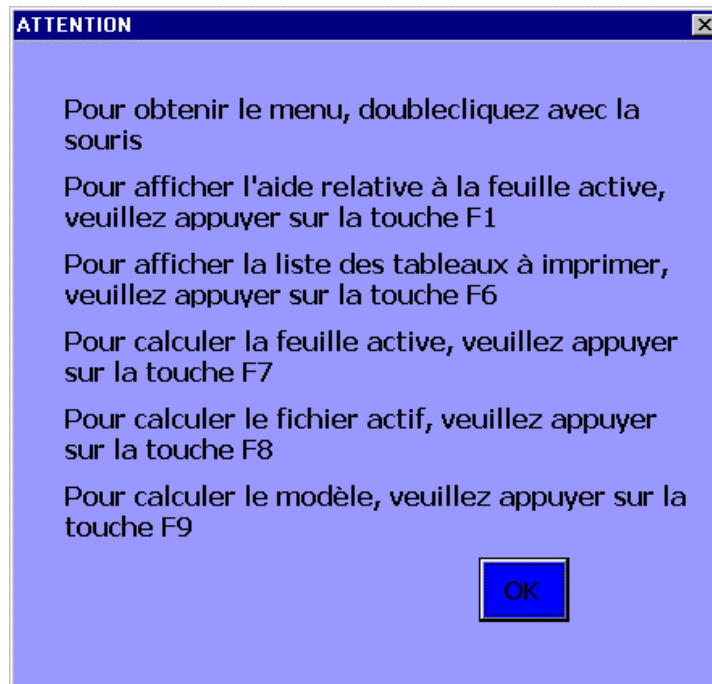 ATTENTION
Pour obtenir le menu, doublecliquez avec la
souris
Pour afficher l'aide relative à la feuille active,
veuillez appuyer sur la touche F1
Pour afficher la liste des tableaux à imprimer,
veuillez appuyer sur la touche F6
Pour calculer la feuille active, veuillez appuyer
sur la touche F7
Pour calculer le fichier actif, veuillez appuyer
sur la touche F8
Pour calculer le modèle, veuillez appuyer sur la
touche F9
OK